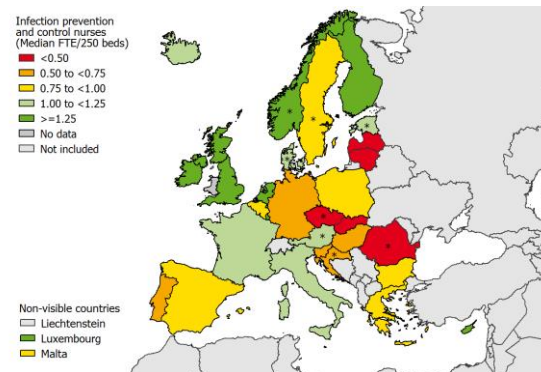 Infection prevention
and control nurses
(Median FTE/250 beds)
<0.50
0.50 to <0.75
0.75 to <1.00
1.00 to <1.25
>=1.25
No data
Not included
* * * * * * * *
Non-visible countries
Liechtenstein
Luxembourg
Malta